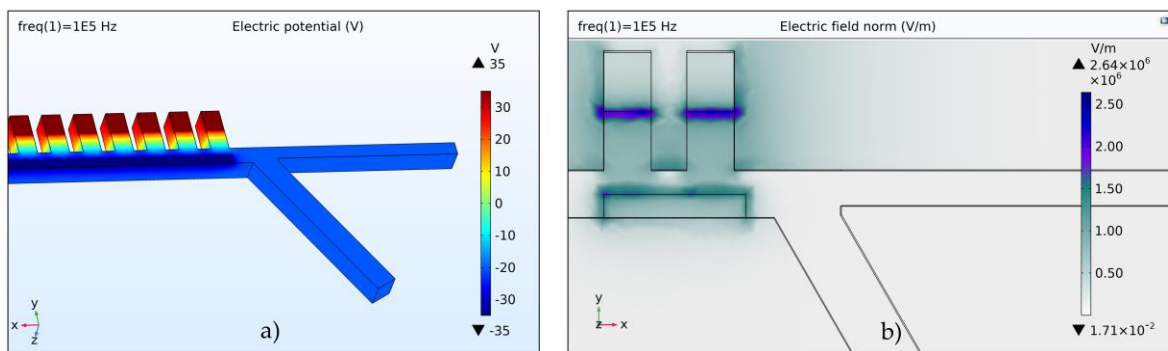 freq(1)=1E5 Hz Electric potential (V)
V
▲ 35
30
20
10
0
-10
-20
-30
▼ -35
y
x
z
a)
freq(1)=1E5 Hz Electric field norm (V/m)
V/m
▲ 2.64×10⁶
×10⁶
2.50
2.00
1.50
1.00
0.50
▼ 1.71×10⁻²
y
z x
b)